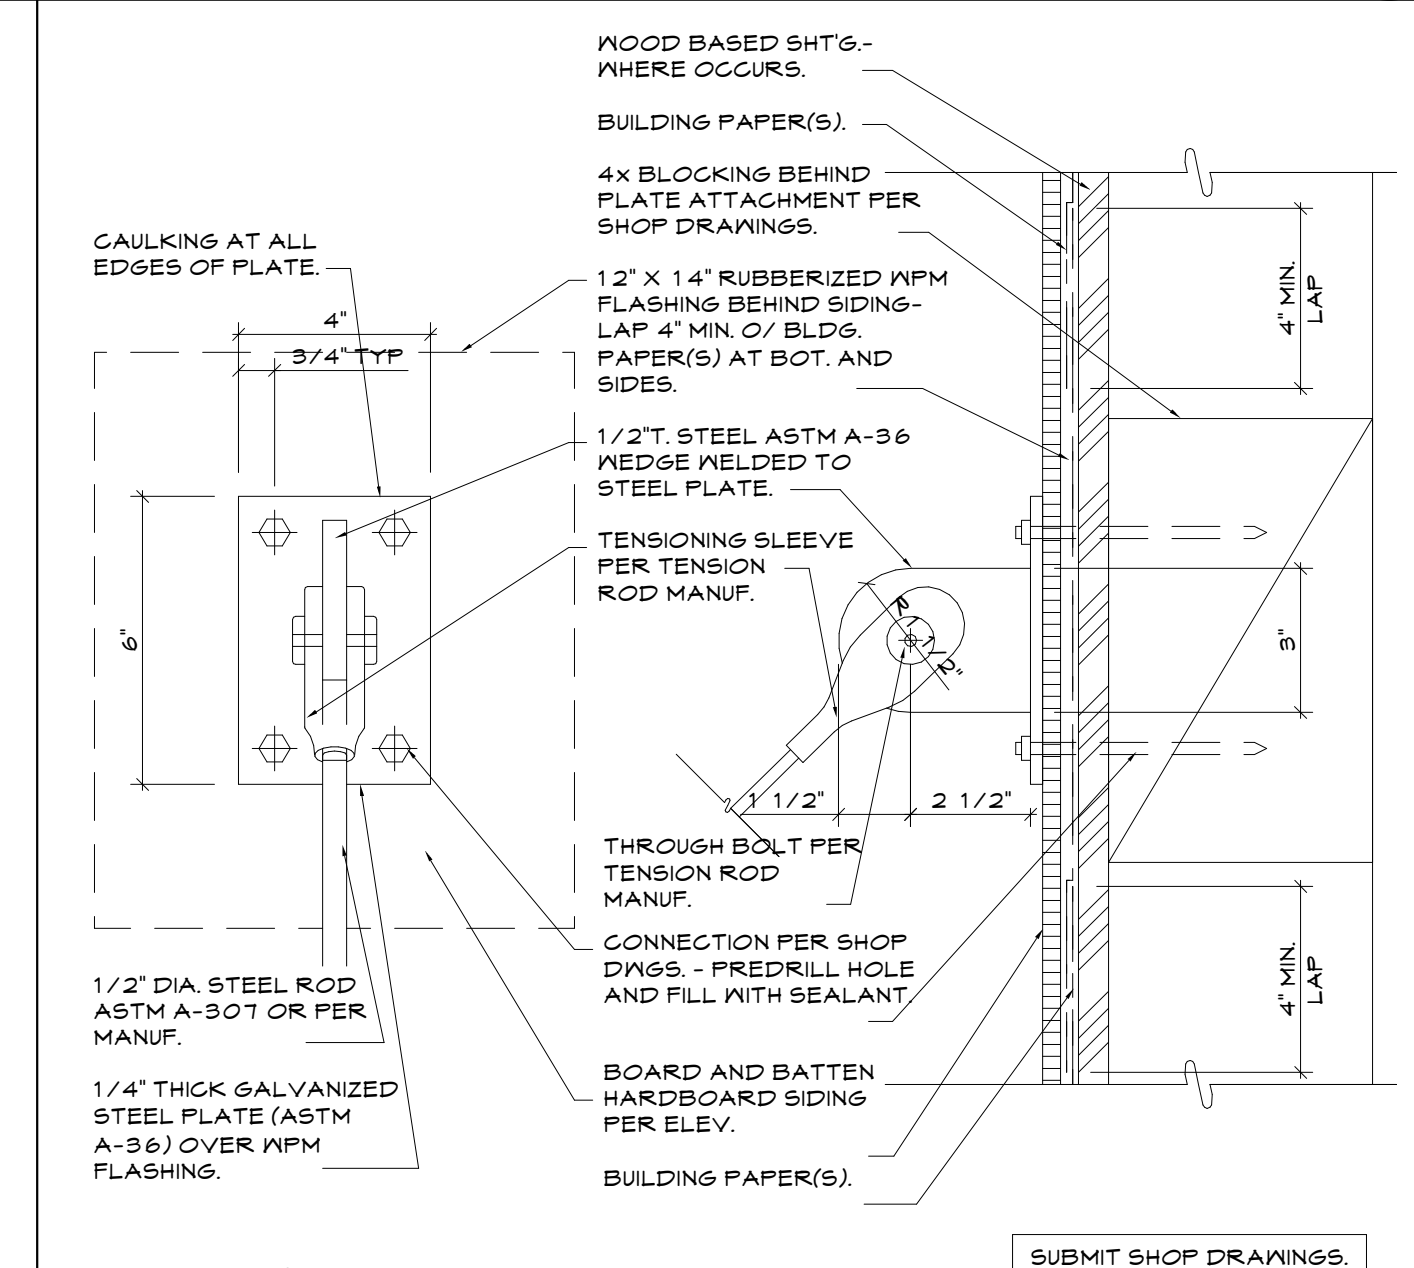 WOOD BASED SHT'G.-
WHERE OCCURS.
BUILDING PAPER(S).
4x BLOCKING BEHIND
PLATE ATTACHMENT PER
SHOP DRAWINGS.
CAULKING AT ALL
EDGES OF PLATE.
12" X 14" RUBBERIZED WPM
FLASHING BEHIND SIDING-
LAP 4" MIN. O/ BLDG.
PAPER(S) AT BOT. AND
SIDES.
4"
3/4" TYP
6"
1/2"T. STEEL ASTM A-36
WEDGE WELDED TO
STEEL PLATE.
TENSIONING SLEEVE
PER TENSION
ROD MANUF.
R 1 1/2"
1 1/2"
2 1/2"
4" MIN.
LAP
3"
4" MIN.
LAP
THROUGH BOLT PER
TENSION ROD
MANUF.
CONNECTION PER SHOP
DWGS. - PREDRILL HOLE
AND FILL WITH SEALANT.
1/2" DIA. STEEL ROD
ASTM A-307 OR PER
MANUF.
1/4" THICK GALVANIZED
STEEL PLATE (ASTM
A-36) OVER WPM
FLASHING.
BOARD AND BATTEN
HARDBOARD SIDING
PER ELEV.
BUILDING PAPER(S).
SUBMIT SHOP DRAWINGS.